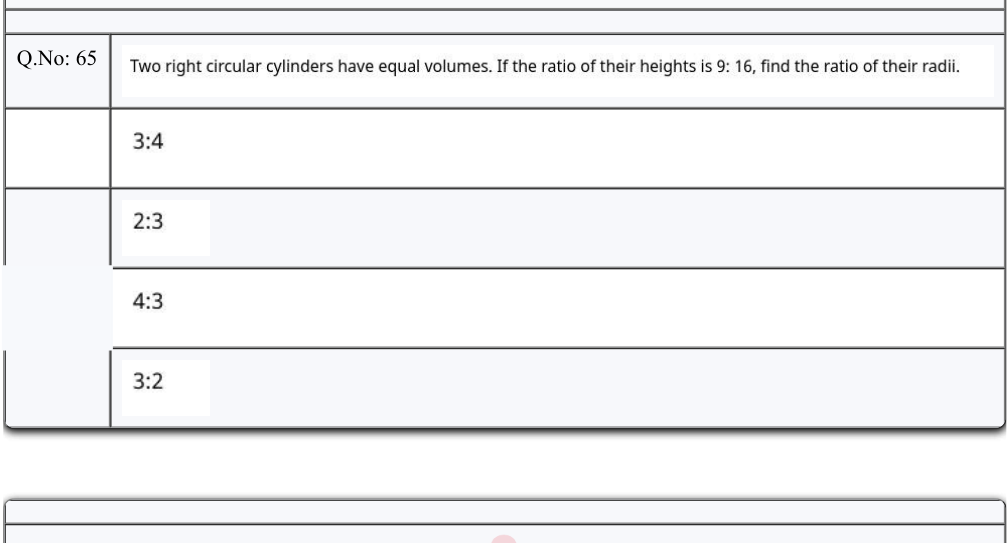 Q.No: 65
Two right circular cylinders have equal volumes. If the ratio of their heights is 9: 16, find the ratio of their radii.
3:4
2:3
4:3
3:2